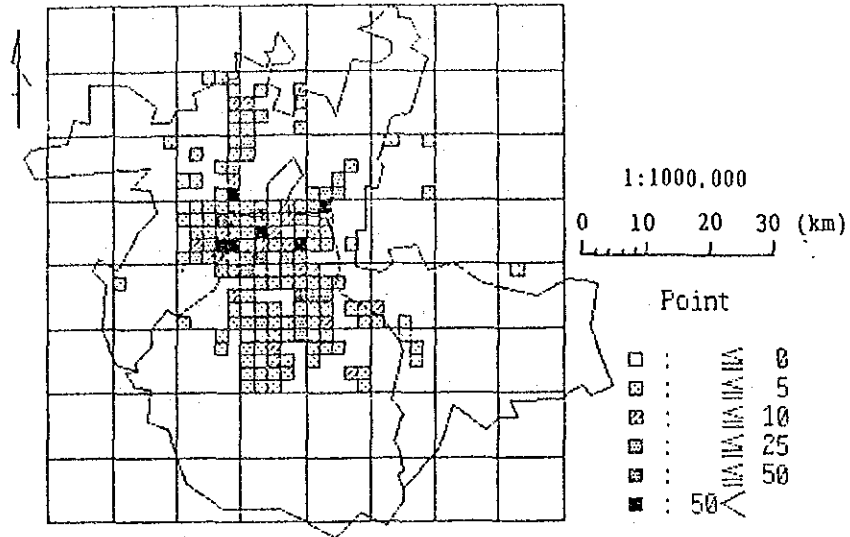 1:1000,000
0 10 20 30 (km)
Point
□ : ≦ 0
▨ : ≦ 5
▨ : ≦ 10
▨ : ≦ 25
▨ : ≦ 50
■ : 50<